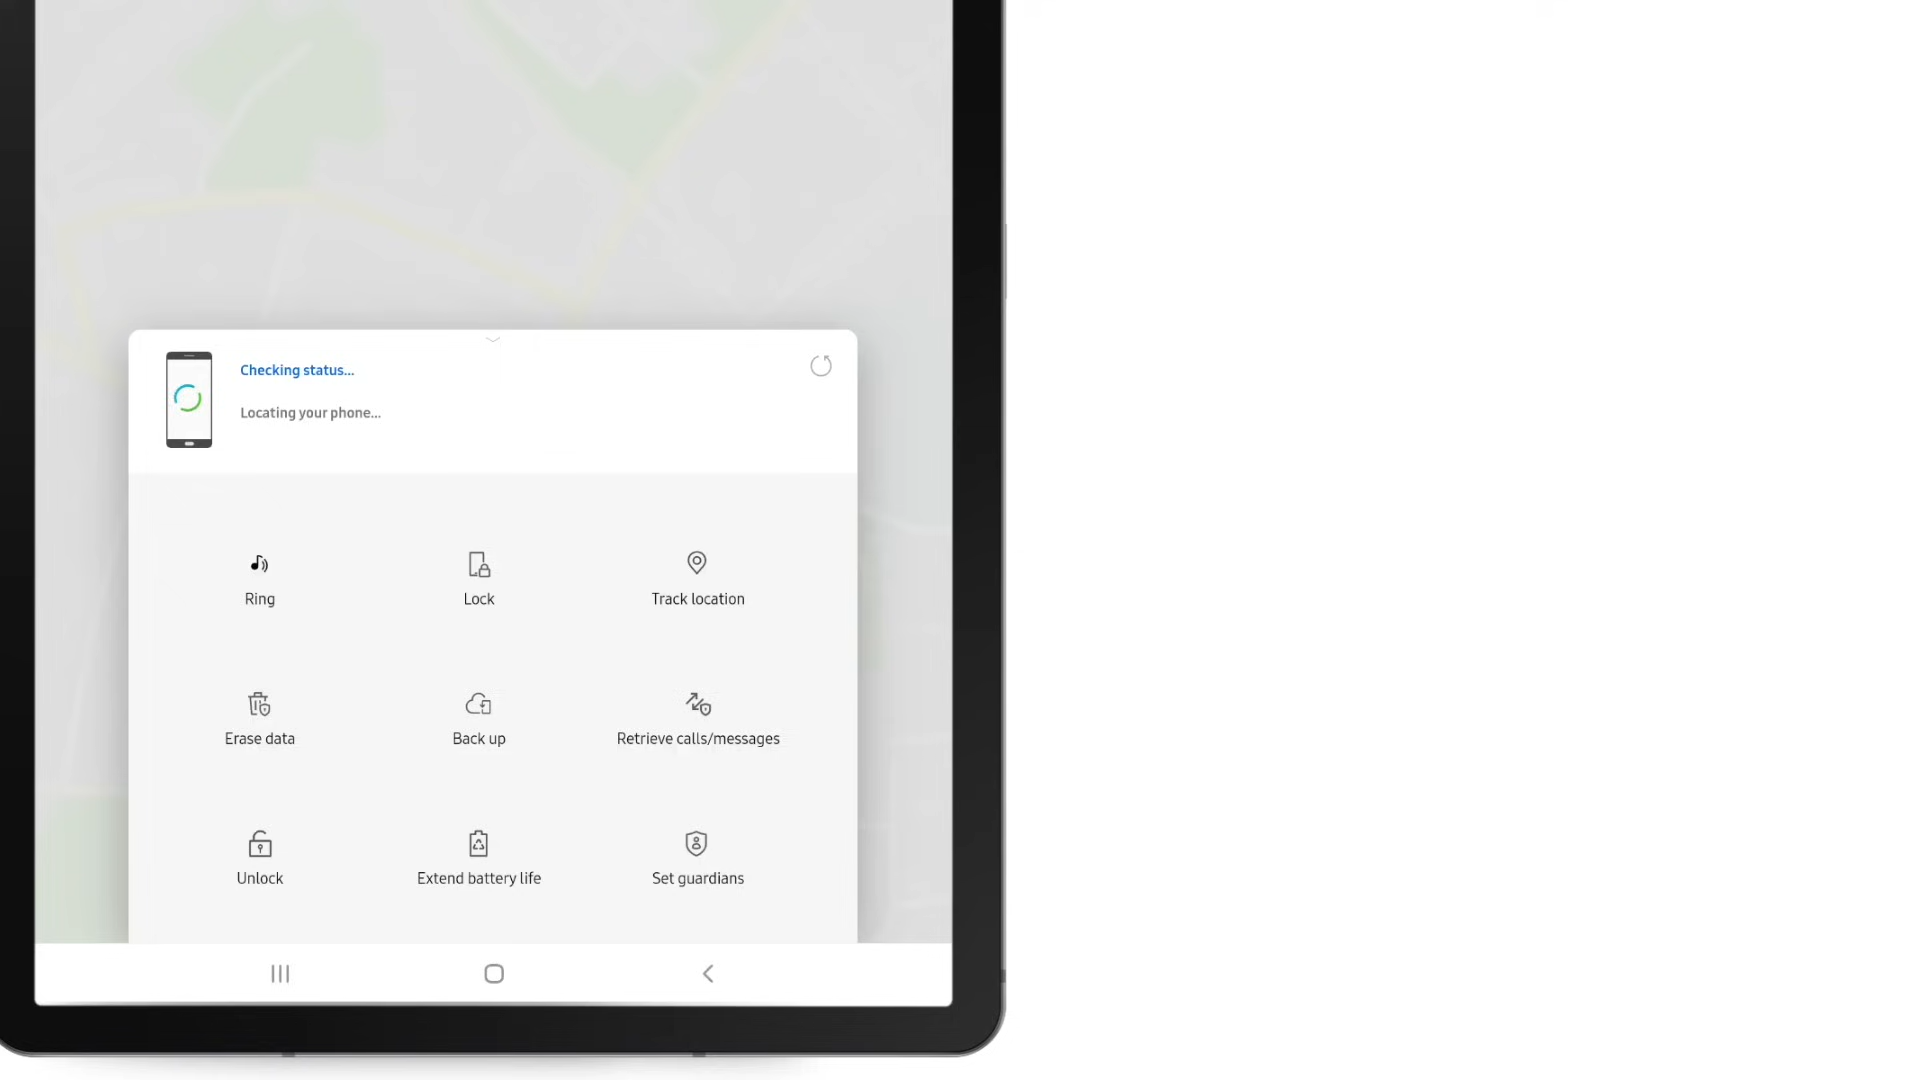 Checking status...
Locating your phone...
Ring
Lock
Track location
Erase data
Back up
Retrieve calls/messages
Unlock
Extend battery life
Set guardians